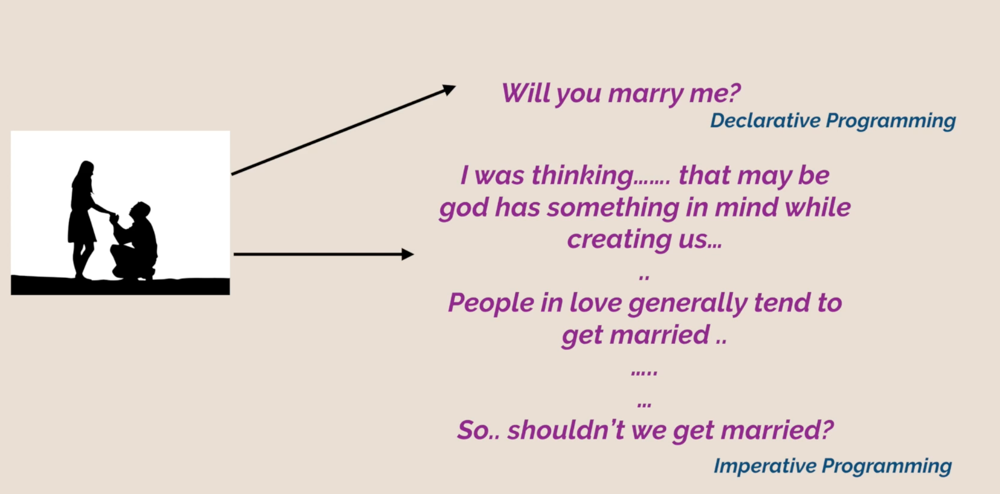 Will you marry me?
Declarative Programming
I was thinking....... that may be
god has something in mind while
creating us...
..
People in love generally tend to
get married ..
.....
...
So.. shouldn’t we get married?
Imperative Programming